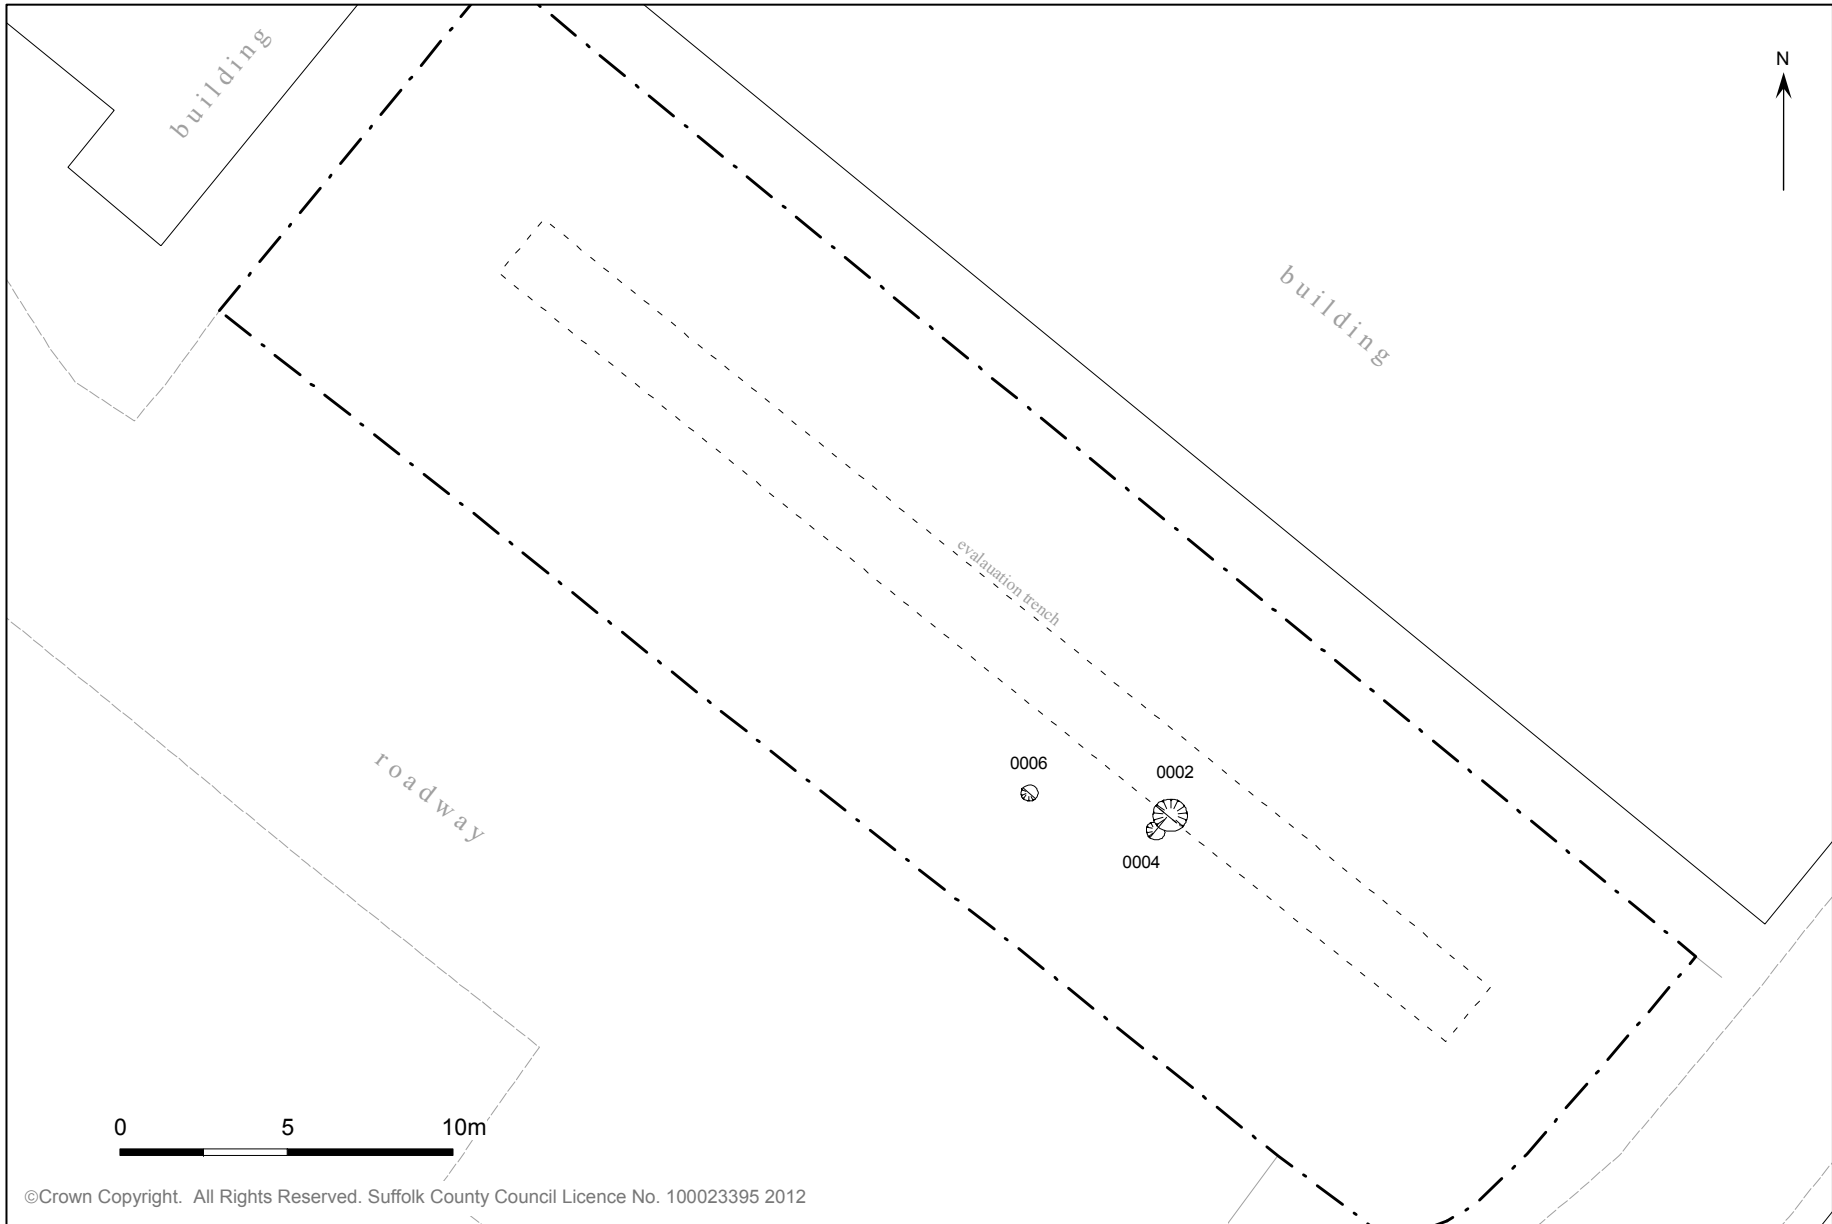 building
N
building
evalauation trench
0006
0002
roadway
0004
0 5 10m
©Crown Copyright. All Rights Reserved. Suffolk County Council Licence No. 100023395 2012